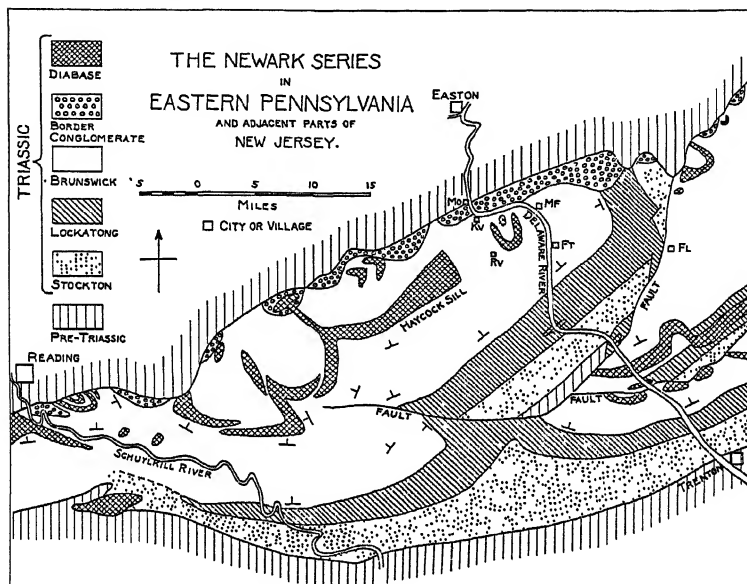 THE NEWARK SERIES
IN
EASTERN PENNSYLVANIA
AND ADJACENT PARTS OF
NEW JERSEY.
TRIASSIC
DIABASE
BORDER
CONGLOMERATE
BRUNSWICK
LOCKATONG
STOCKTON
PRE-TRIASSIC
5 0 5 10 15
MILES
CITY OR VILLAGE
EASTON
MO
KV
MF
RV
FT
FL
DELAWARE RIVER
HAYCOCK SILL
FAULT
READING
FAULT
FAULT
SCHUYLKILL RIVER
TRENTON